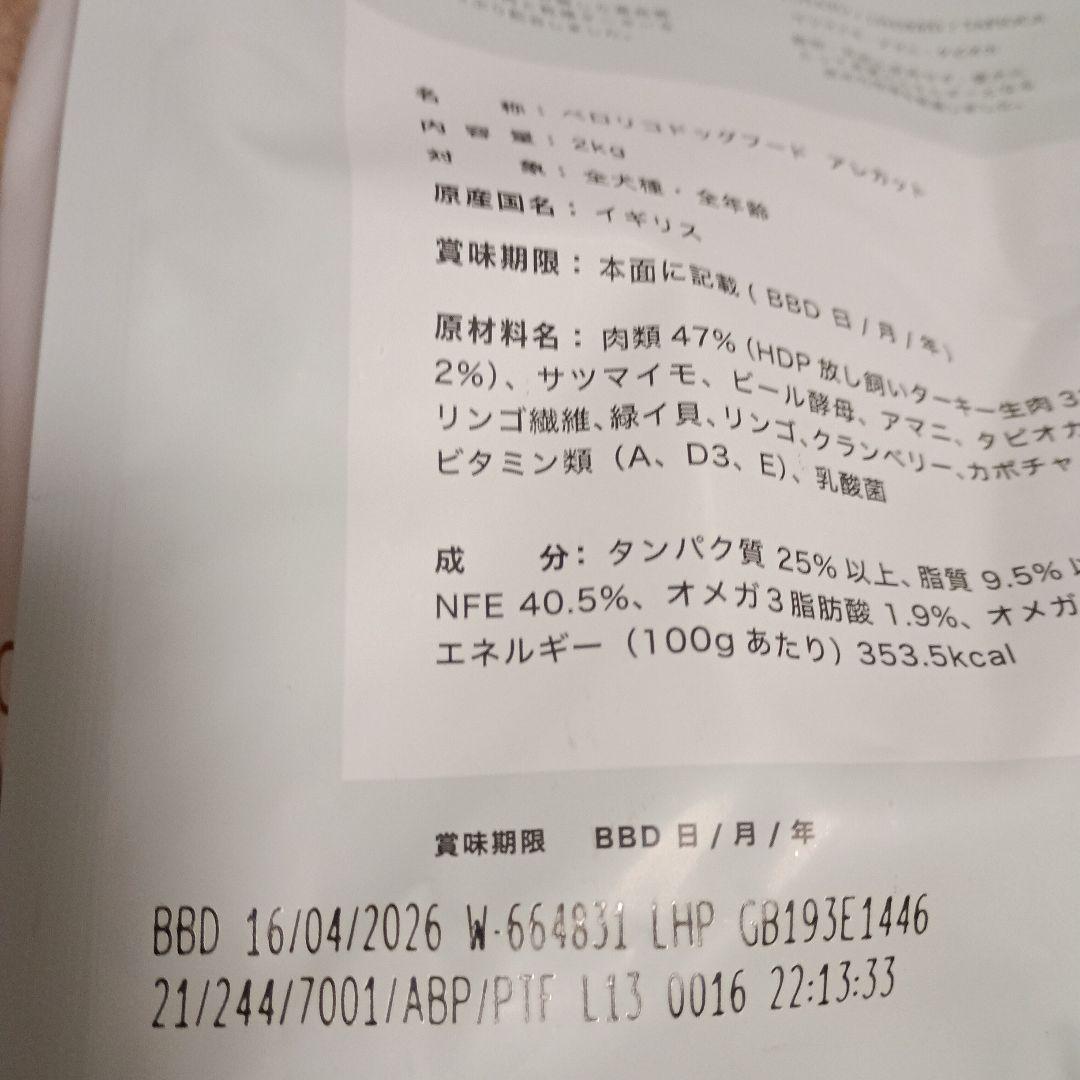 名　　称：ペロリコドッグフード アレカット
内 容 量：2kg
対　　象：全犬種・全年齢
原産国名：イギリス
賞味期限：本面に記載 ( BBD 日 / 月 / 年 )
原材料名：肉類 47% (HDP 放し飼いターキー生肉 3
2%)、サツマイモ、ビール酵母、アマニ、タピオカ
リンゴ繊維、緑イ貝、リンゴ、クランベリー、カボチャ
ビタミン類（A、D3、E)、乳酸菌
成　　分：タンパク質 25% 以上、脂質 9.5%
NFE 40.5%、オメガ3脂肪酸 1.9%、オメガ
エネルギー（100gあたり）353.5kcal
賞味期限　BBD 日 / 月 / 年
BBD 16/04/2026 W-664831 LHP GB193E1446
21/244/7001/ABP/PTF L13 0016 22:13:33